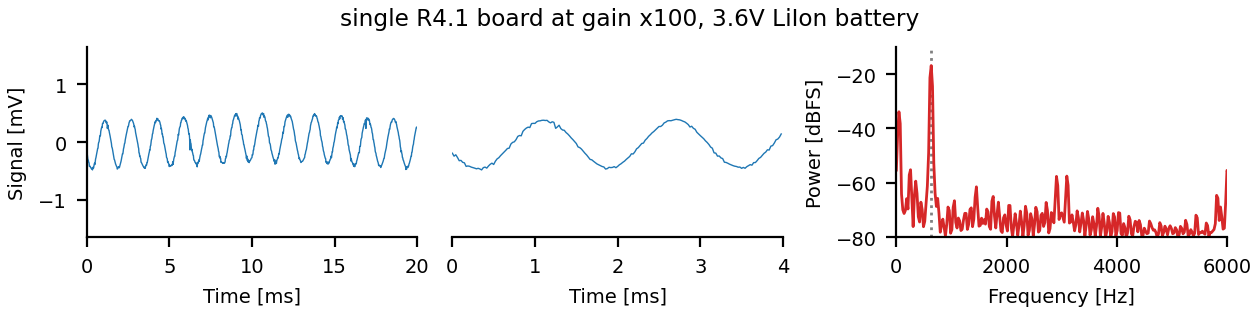 single R4.1 board at gain x100, 3.6V LiIon battery
Signal [mV]
1
0
−1
0 5 10 15 20
Time [ms]
0 1 2 3 4
Time [ms]
Power [dBFS]
−20
−40
−60
−80
0 2000 4000 6000
Frequency [Hz]